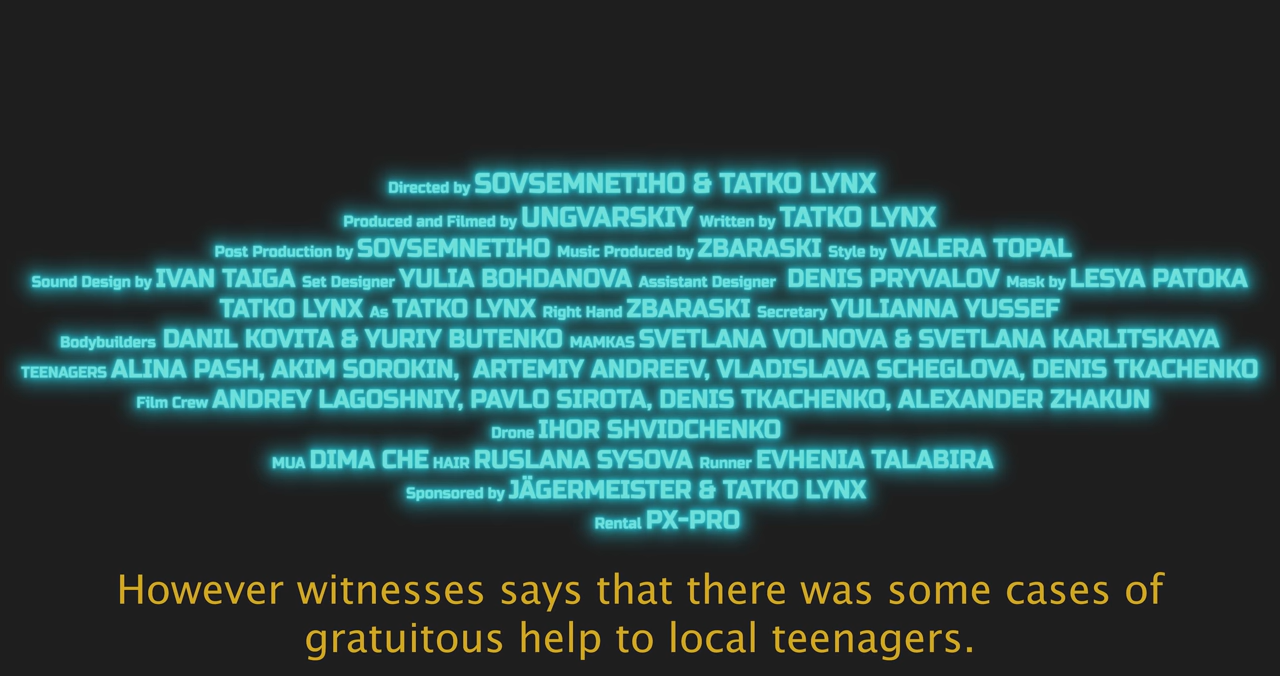 Directed by SOVSEMNETIHO & TATKO LYNX
Produced and Filmed by UNGVARSKIY Written by TATKO LYNX
Post Production by SOVSEMNETIHO Music Produced by ZBARASKI Style by VALERA TOPAL
Sound Design by IVAN TAIGA Set Designer YULIA BOHDANOVA Assistant Designer DENIS PRYVALOV Mask by LESYA PATOKA
TATKO LYNX As TATKO LYNX Right Hand ZBARASKI Secretary YULIANNA YUSSEF
Bodybuilders DANIL KOVITA & YURIY BUTENKO MAMKAS SVETLANA VOLNOVA & SVETLANA KARLITSKAYA
TEENAGERS ALINA PASH, AKIM SOROKIN, ARTEMIY ANDREEV, VLADISLAVA SCHEGLOVA, DENIS TKACHENKO
Film Crew ANDREY LAGOSHNIY, PAVLO SIROTA, DENIS TKACHENKO, ALEXANDER ZHAKUN
Drone IHOR SHVIDCHENKO
MUA DIMA CHE HAIR RUSLANA SYSOVA Runner EVHENIA TALABIRA
Sponsored by JÄGERMEISTER & TATKO LYNX
Rental PX-PRO
However witnesses says that there was some cases of
gratuitous help to local teenagers.